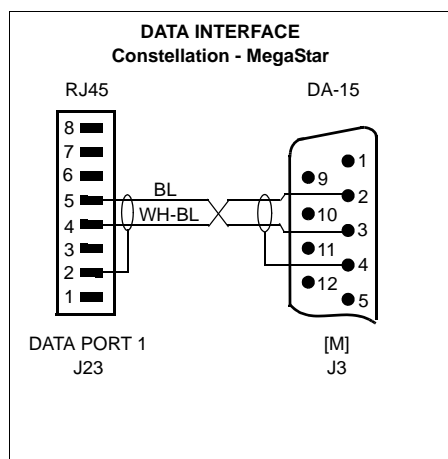 DATA INTERFACE
Constellation - MegaStar
RJ45
DA-15
8
7
6
5
4
3
2
1
BL
WH-BL
1
9
2
10
3
11
4
12
5
DATA PORT 1
J23
[M]
J3